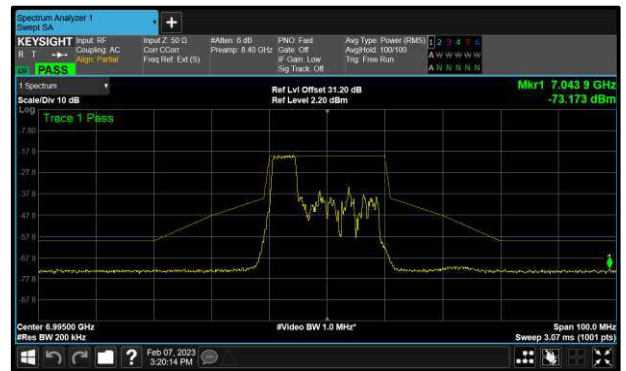 Spectrum Analyzer 1
Swept SA
+
KEYSIGHT Input: RF
R T Coupling: AC
Align: Partial
PASS
Input Z: 50 Ω
Corr CCorr
Freq Ref: Ext (S)
#Atten: 6 dB
Preamp: 8.40 GHz
PNO: Fast
Gate: Off
IF Gain: Low
Sig Track: Off
Avg Type: Power (RMS)
Avg|Hold: 100/100
Trig: Free Run
1 2 3 4 5 6
A W W W W W
A N N N N N
1 Spectrum
Scale/Div 10 dB
Ref Lvl Offset 31.20 dB
Ref Level 2.20 dBm
Mkr1 7.043 9 GHz
-73.173 dBm
Log
Trace 1 Pass
-7.80
-17.8
-27.8
-37.8
-47.8
-57.8
-67.8
-77.8
-87.8
1
Center 6.99500 GHz
#Res BW 200 kHz
#Video BW 1.0 MHz*
Span 100.0 MHz
Sweep 3.07 ms (1001 pts)
?
Feb 07, 2023
3:20:14 PM